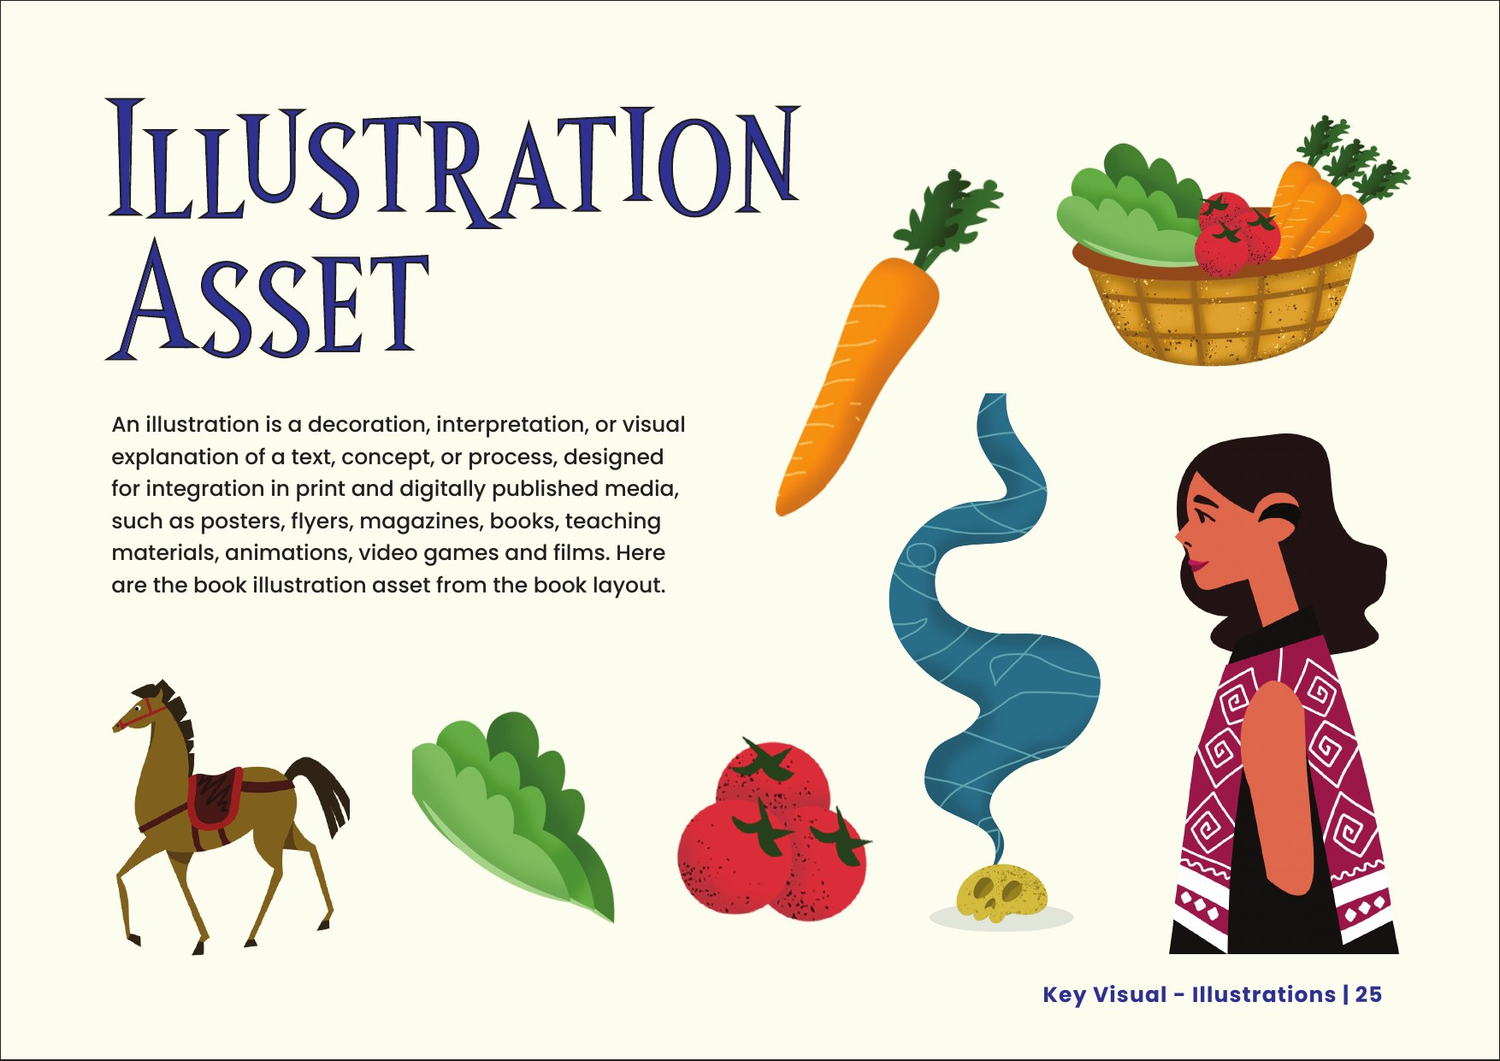 Illustration
Asset
An illustration is a decoration, interpretation, or visual
explanation of a text, concept, or process, designed
for integration in print and digitally published media,
such as posters, flyers, magazines, books, teaching
materials, animations, video games and films. Here
are the book illustration asset from the book layout.
Key Visual - Illustrations | 25